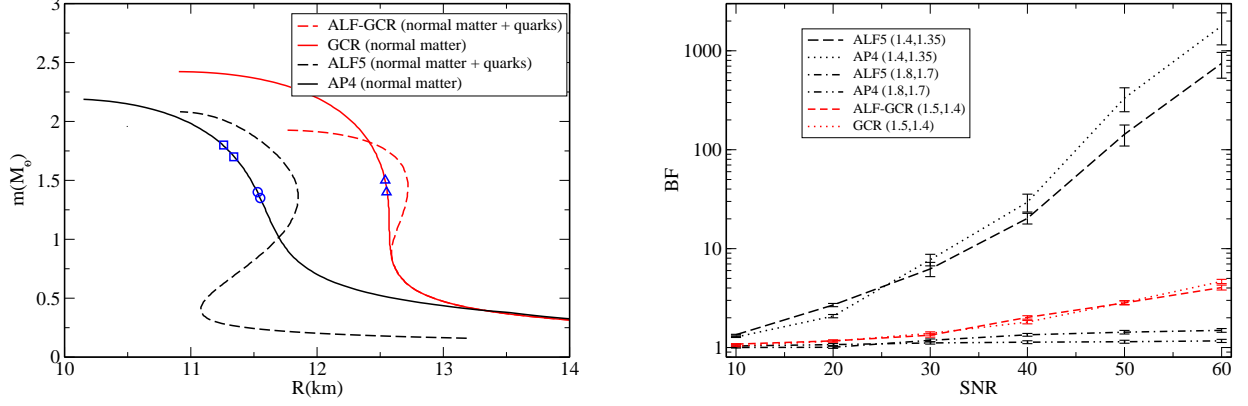 ALF-GCR (normal matter + quarks)
GCR (normal matter)
ALF5 (normal matter + quarks)
AP4 (normal matter)
3
2.5
2
1.5
1
0.5
0
m(M⊙)
10 11 12 13 14
R(km)
ALF5 (1.4,1.35)
AP4 (1.4,1.35)
ALF5 (1.8,1.7)
AP4 (1.8,1.7)
ALF-GCR (1.5,1.4)
GCR (1.5,1.4)
1000
100
10
1
BF
10 20 30 40 50 60
SNR